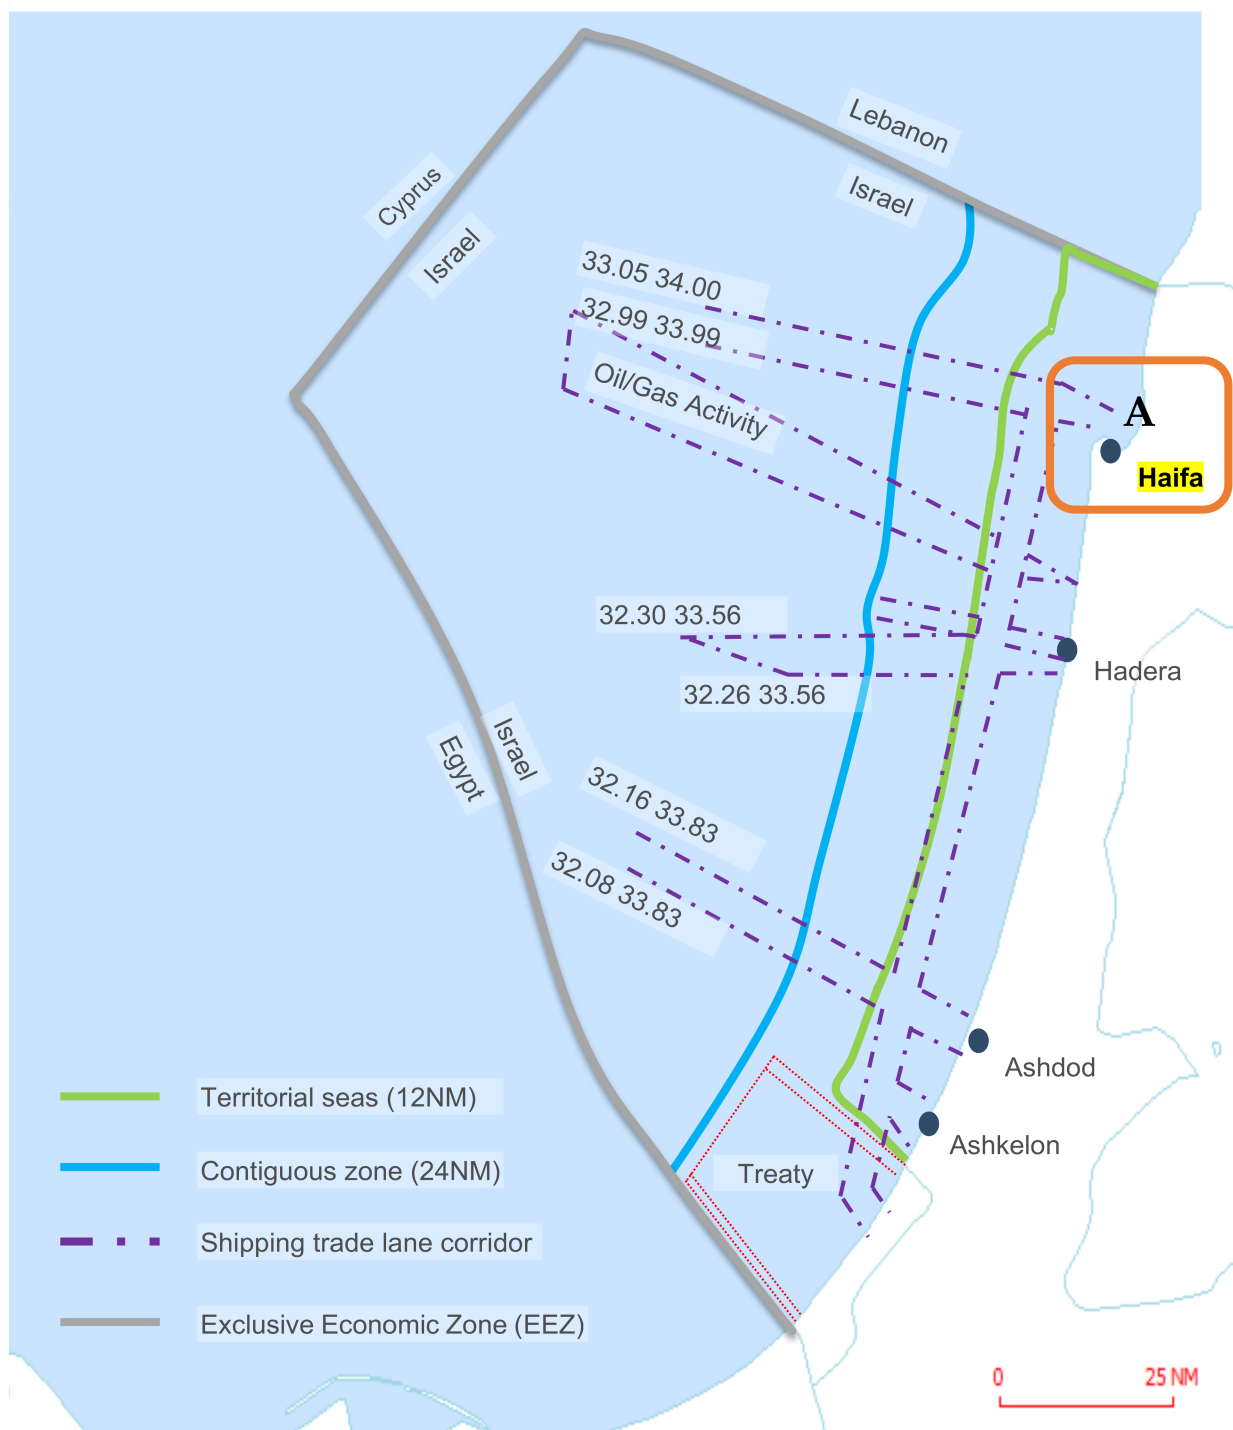 Lebanon
Israel
Cyprus
Israel
33.05 34.00
32.99 33.99
Oil/Gas Activity
A
Haifa
32.30 33.56
Hadera
32.26 33.56
Israel
Egypt
32.16 33.83
32.08 33.83
Ashdod
Territorial seas (12NM)
Ashkelon
Contiguous zone (24NM)
Treaty
Shipping trade lane corridor
Exclusive Economic Zone (EEZ)
0 25 NM